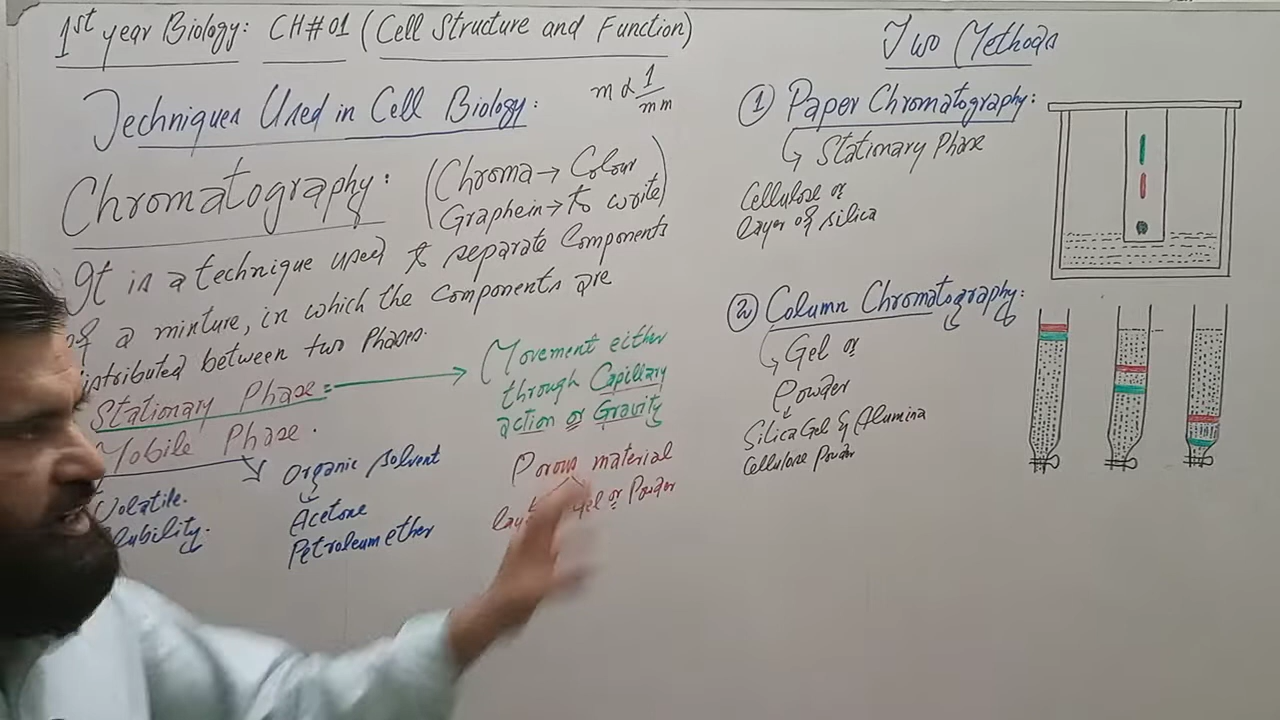 1st year Biology: CH#01 (Cell Structure and Function)
Techniques Used in Cell Biology:
m α 1/mm
Chromatography:
(Chroma → Colour
Graphein → to write)
It is a technique used to separate components
of a mixture, in which the components are
distributed between two Phases.
Stationary Phase:
Mobile Phase.
Volatile.
Organic solvent
Acetone
Petroleum ether
(Movement either
through Capillary
action or Gravity
Porous material
Gel or Powder
Two Methods
① Paper Chromatography:
Stationary Phase
Cellulose or
layer of silica
② Column Chromatography:
Gel or
Powder
Silica Gel & Alumina
Cellulose Powder